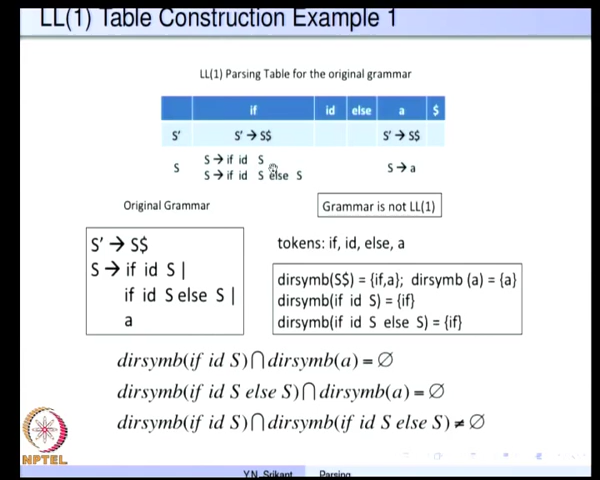 LL(1) Table Construction Example 1
LL(1) Parsing Table for the original grammar
if id else a $
S' S' → S$ S' → S$
S → if id S
S S → a
S → if id S else S
Original Grammar
Grammar is not LL(1)
S' → S$
S → if id S |
if id S else S |
a
tokens: if, id, else, a
dirsymb(S$) = {if,a}; dirsymb (a) = {a}
dirsymb(if id S) = {if}
dirsymb(if id S else S) = {if}
dirsymb(if id S) ⋂ dirsymb(a) = ∅
dirsymb(if id S else S) ⋂ dirsymb(a) = ∅
dirsymb(if id S) ⋂ dirsymb(if id S else S) ≠ ∅
NPTEL
Y.N. Srikant Parsing